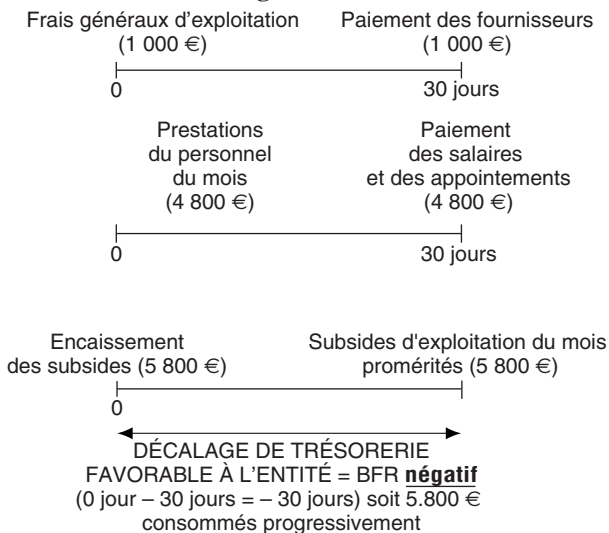 Frais généraux d'exploitation Paiement des fournisseurs
(1 000 €) (1 000 €)
0 30 jours
Prestations Paiement
du personnel des salaires
du mois et des appointements
(4 800 €) (4 800 €)
0 30 jours
Encaissement Subsides d'exploitation du mois
des subsides (5 800 €) promérités (5 800 €)
0
DÉCALAGE DE TRÉSORERIE
FAVORABLE À L'ENTITÉ = BFR négatif
(0 jour – 30 jours = – 30 jours) soit 5.800 €
consommés progressivement